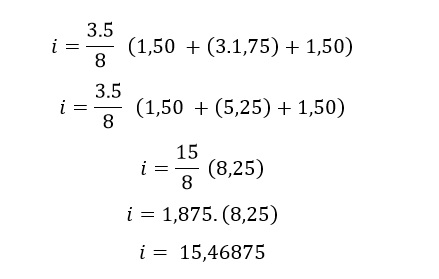 i = 3.5/8 (1,50 + (3.1,75) + 1,50)
i = 3.5/8 (1,50 + (5,25) + 1,50)
i = 15/8 (8,25)
i = 1,875. (8,25)
i = 15,46875